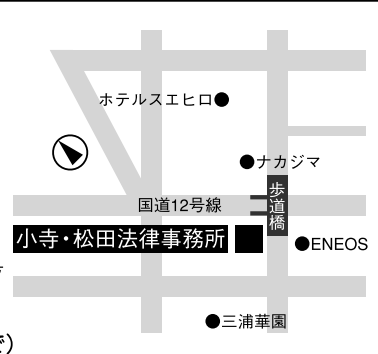 ホテルスエヒロ●
●ナカジマ
歩道橋
国道12号線
小寺・松田法律事務所
●ENEOS
●三浦華園
で）